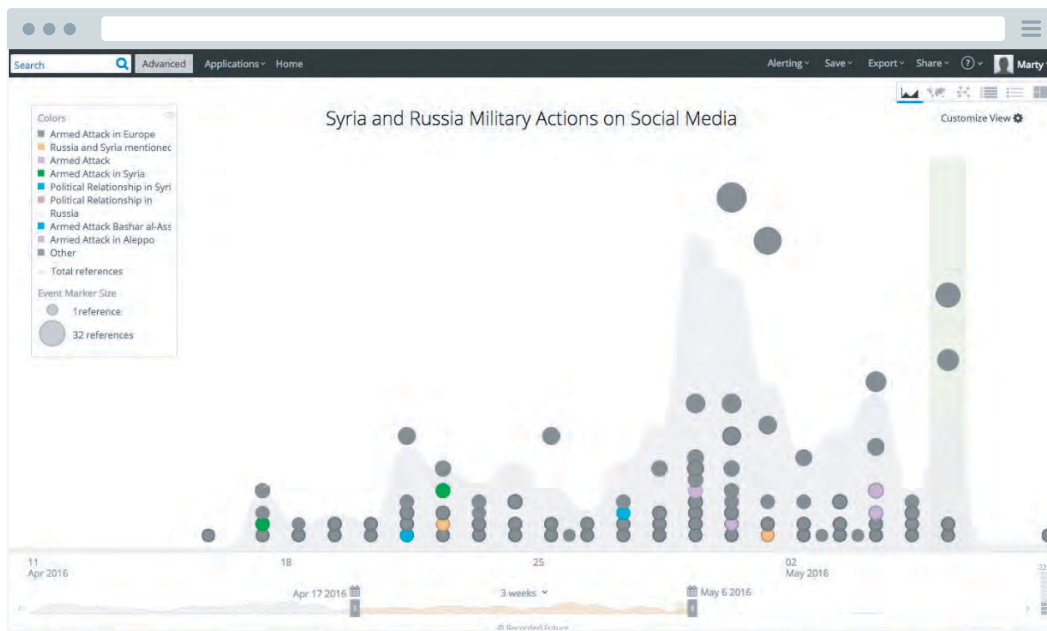 Search
Advanced
Applications
Home
Alerting
Save
Export
Share
?
Marty
Syria and Russia Military Actions on Social Media
Customize View
Colors
Armed Attack in Europe
Russia and Syria mentioned
Armed Attack
Armed Attack in Syria
Political Relationship in Syri
Political Relationship in
Russia
Armed Attack Bashar al-Ass
Armed Attack in Aleppo
Other
Total references
Event Marker Size
1 reference
32 references
11
Apr 2016
18
25
02
May 2016
Apr 17 2016
3 weeks
May 6 2016
© Recorded Future